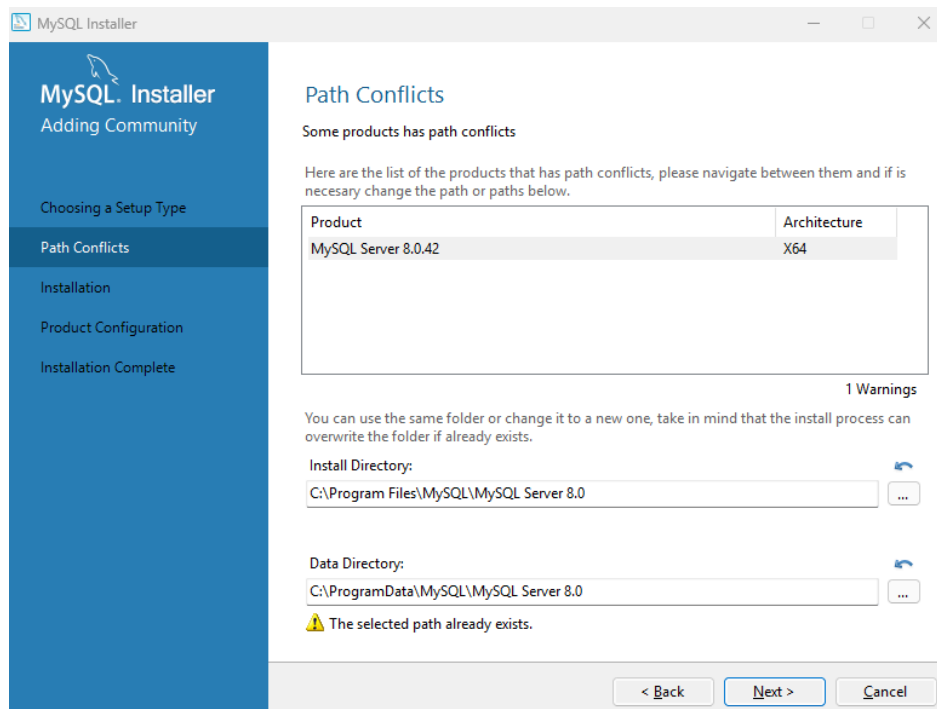 MySQL Installer
MySQL. Installer
Adding Community
Choosing a Setup Type
Path Conflicts
Installation
Product Configuration
Installation Complete
Path Conflicts
Some products has path conflicts
Here are the list of the products that has path conflicts, please navigate between them and if is
necesary change the path or paths below.
Product Architecture
MySQL Server 8.0.42 X64
1 Warnings
You can use the same folder or change it to a new one, take in mind that the install process can
overwrite the folder if already exists.
Install Directory:
C:\Program Files\MySQL\MySQL Server 8.0
...
Data Directory:
C:\ProgramData\MySQL\MySQL Server 8.0
...
The selected path already exists.
< Back Next > Cancel